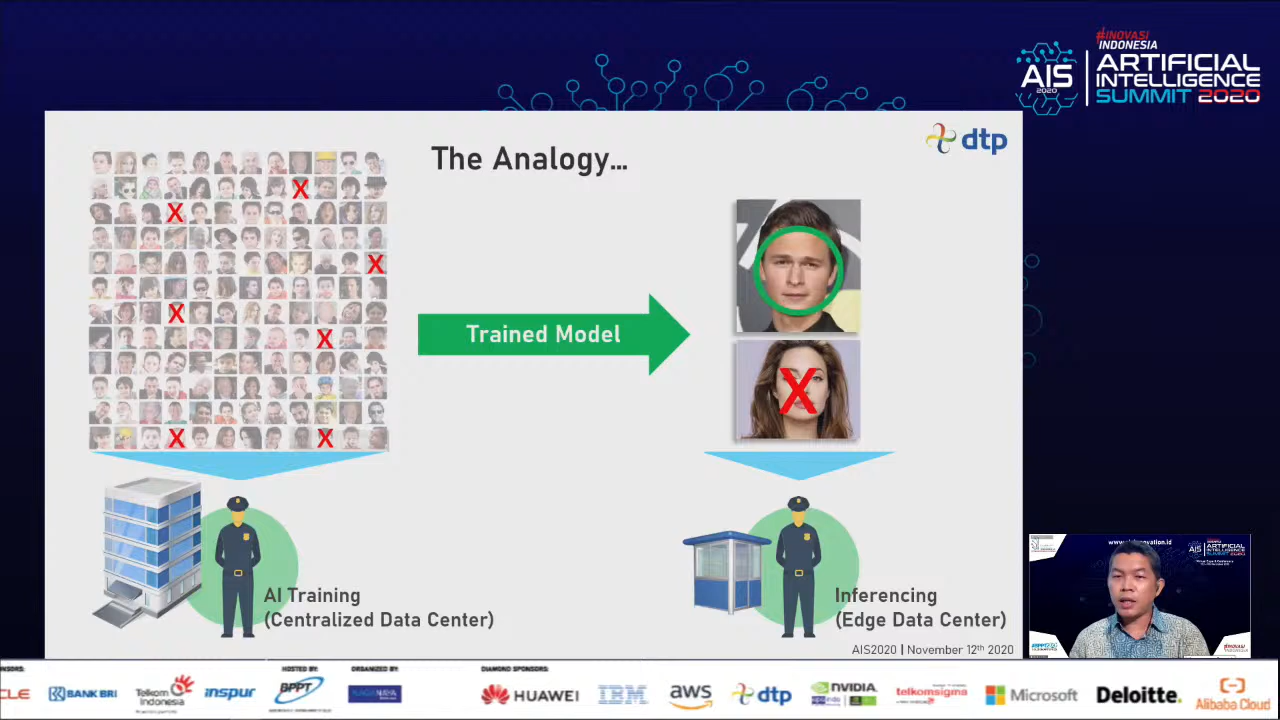 #INOVASI
INDONESIA
AIS
2020
ARTIFICIAL
INTELLIGENCE
SUMMIT 2020
dtp
The Analogy...
X
X
X
X
X
X
X
Trained Model
X
AI Training
(Centralized Data Center)
Inferencing
(Edge Data Center)
AIS2020 | November 12th 2020
HOSTED BY:
ORGANIZED BY:
DIAMOND SPONSORS:
BANK BRI
Telkom
Indonesia
inspur
BPPT
HUAWEI
IBM
aws
dtp
NVIDIA
telkomsigma
Microsoft
Deloitte.
Alibaba Cloud